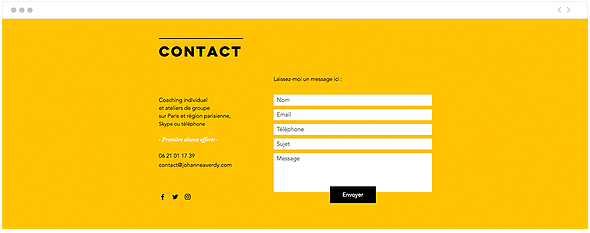 CONTACT
Laissez-moi un message ici :
Coaching individuel
et ateliers de groupe
sur Paris et région parisienne,
Skype ou téléphone
- Première séance offerte -
06 21 01 17 39
contact@johanneaverdy.com
Nom
Email
Téléphone
Sujet
Message
Envoyer